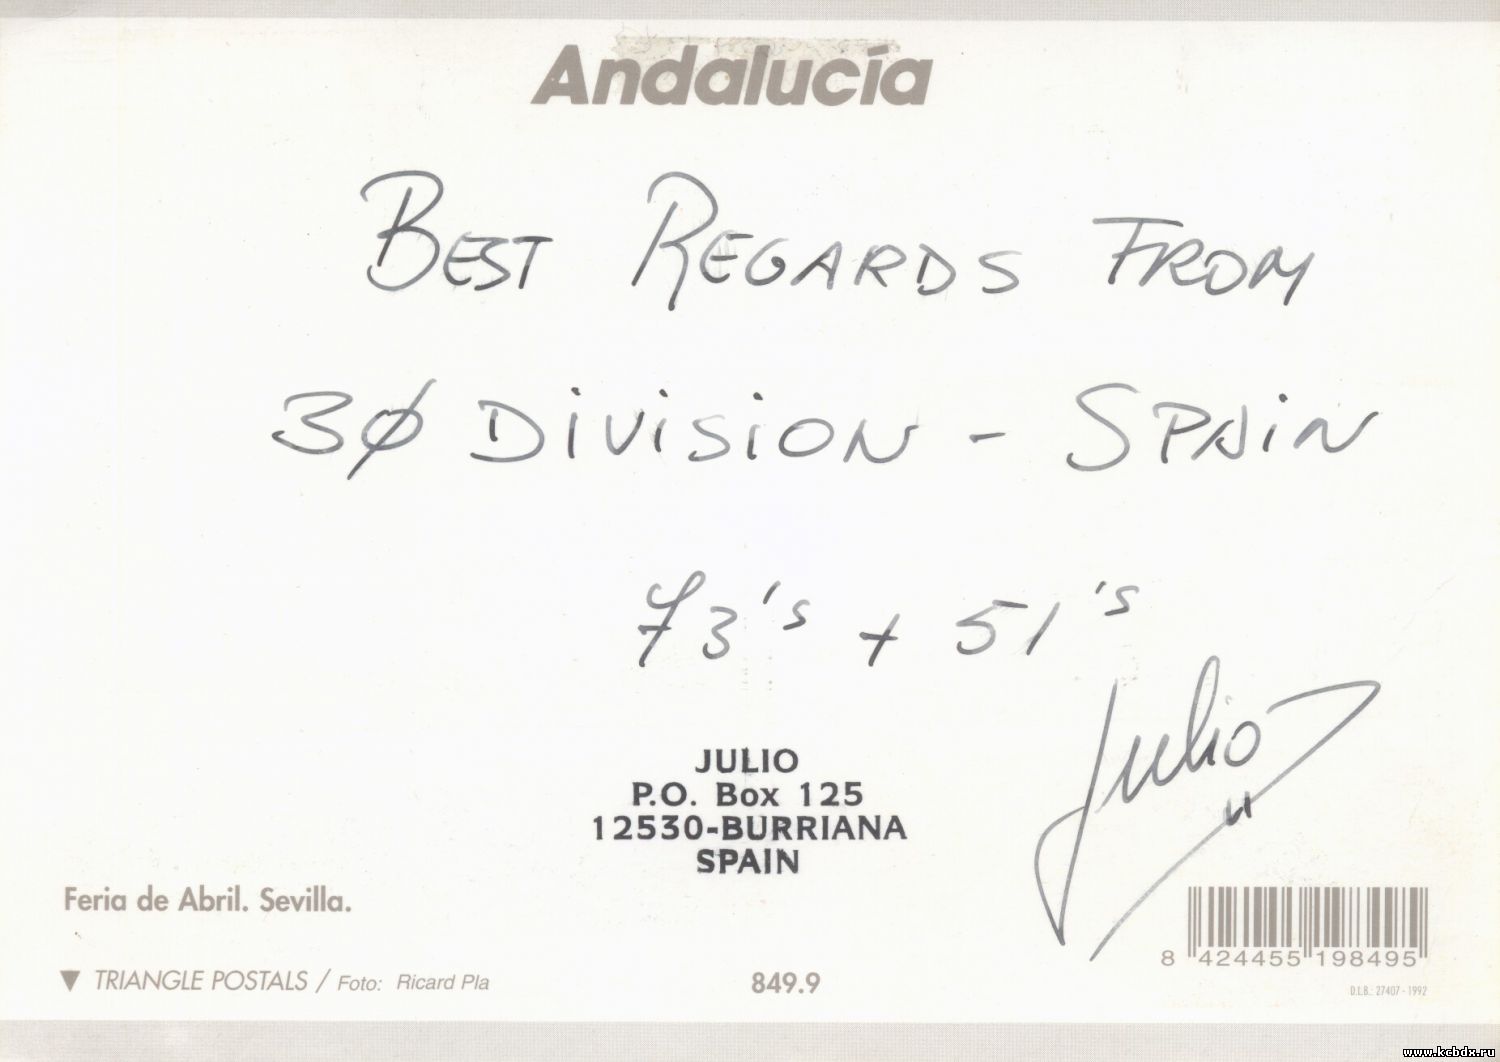 Andalucía
BEST REGARDS FROM
3Ø DiViSiON - SPAiN
73's + 51's
Julio
JULIO
P.O. Box 125
12530-BURRIANA
SPAIN
Feria de Abril. Sevilla.
▼ TRIANGLE POSTALS / Foto: Ricard Pla
849.9
8 424455 198495
D.L.B.: 27407 - 1992
www.kcbdx.ru